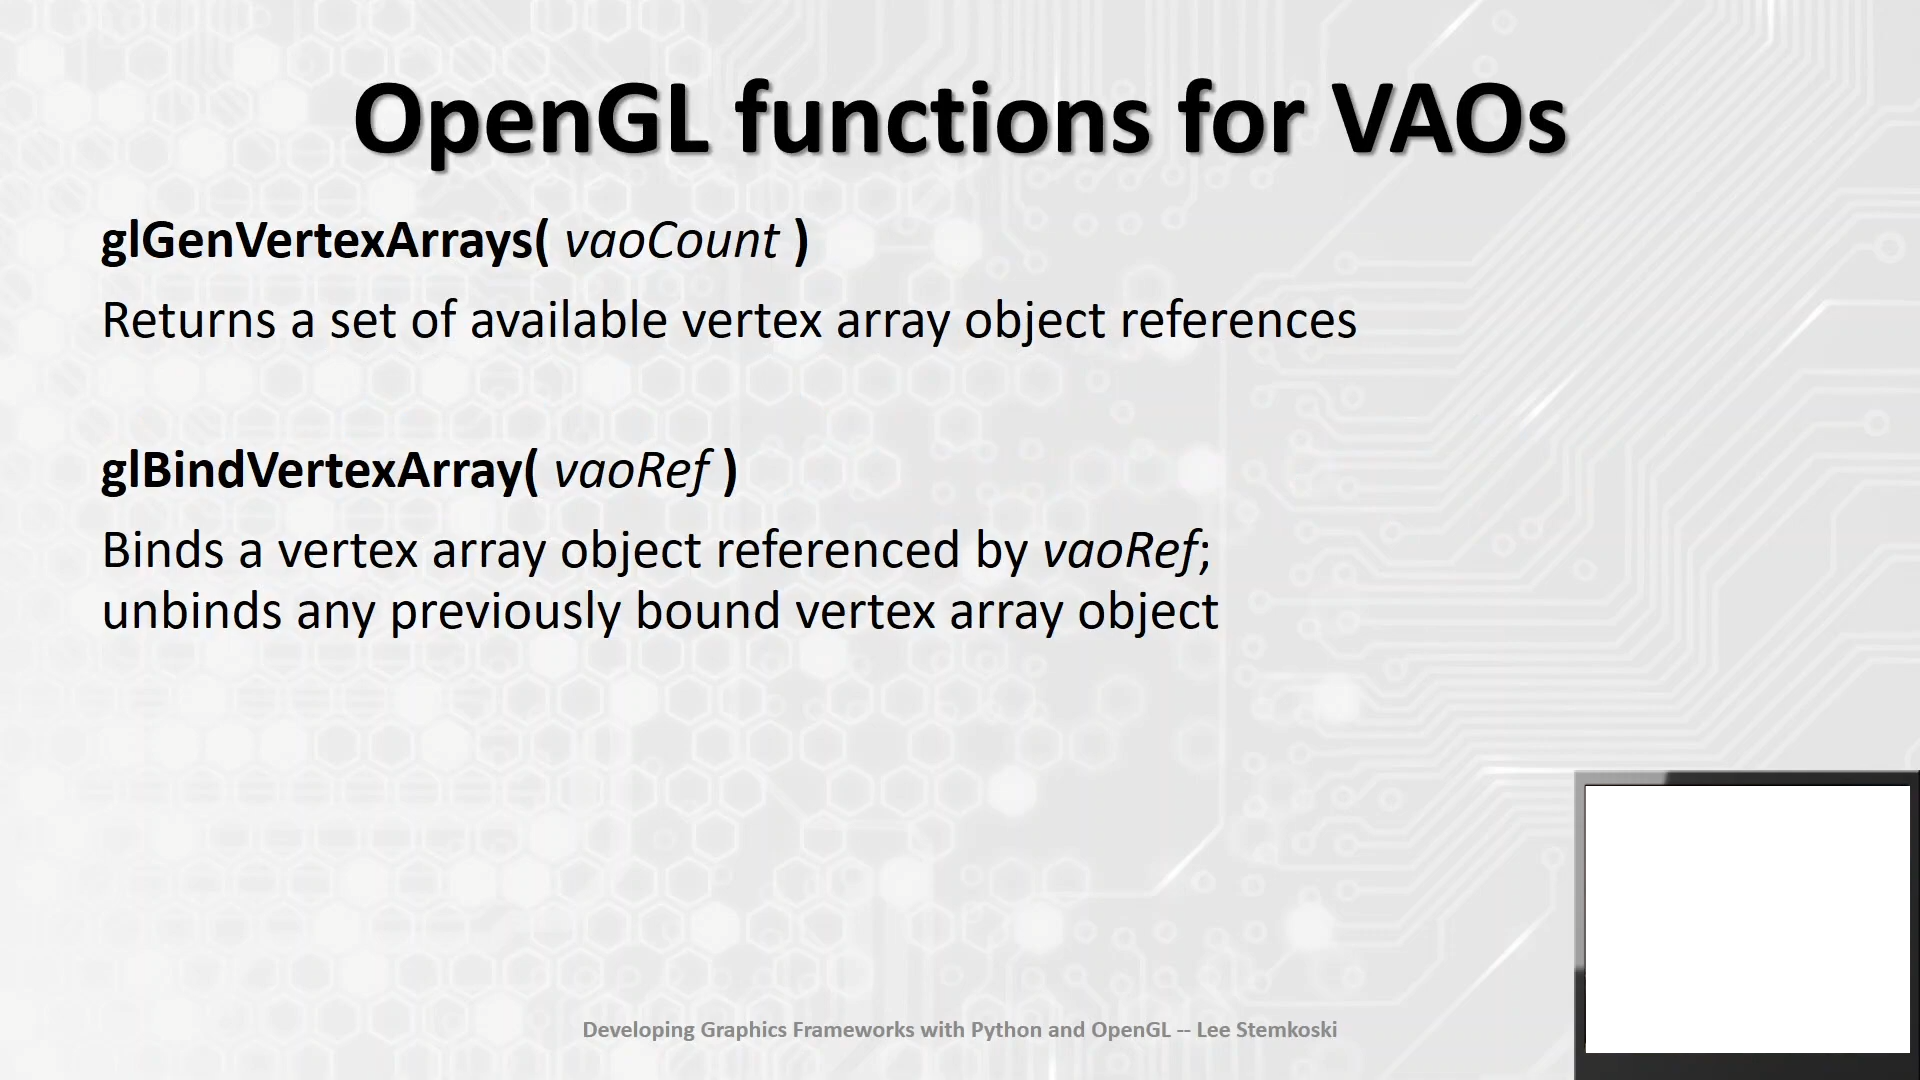 OpenGL functions for VAOs
glGenVertexArrays( vaoCount )
Returns a set of available vertex array object references
glBindVertexArray( vaoRef )
Binds a vertex array object referenced by vaoRef;
unbinds any previously bound vertex array object
Developing Graphics Frameworks with Python and OpenGL -- Lee Stemkoski